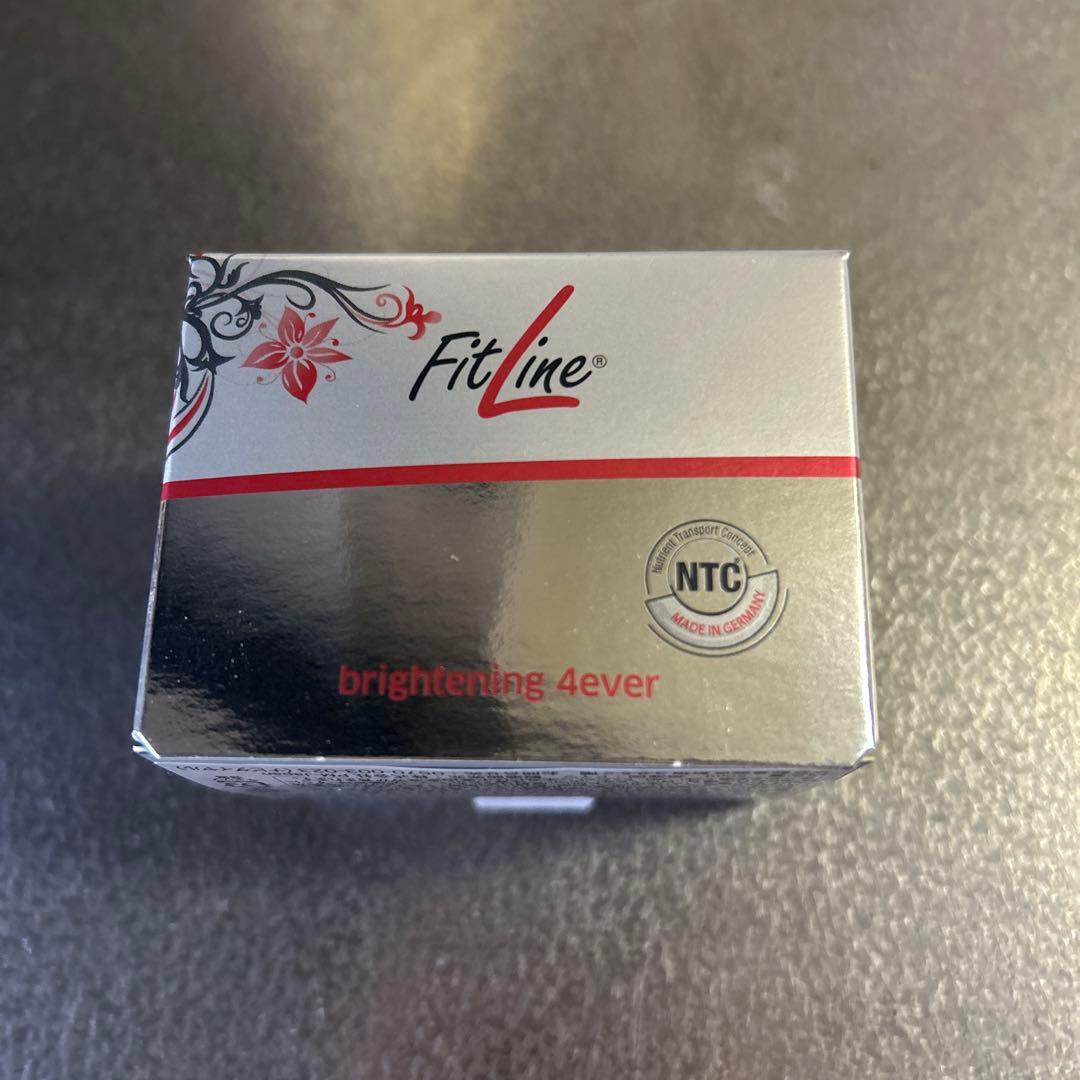 FitLine®
Nutrient Transport Concept
NTC®
MADE IN GERMANY
brightening 4ever